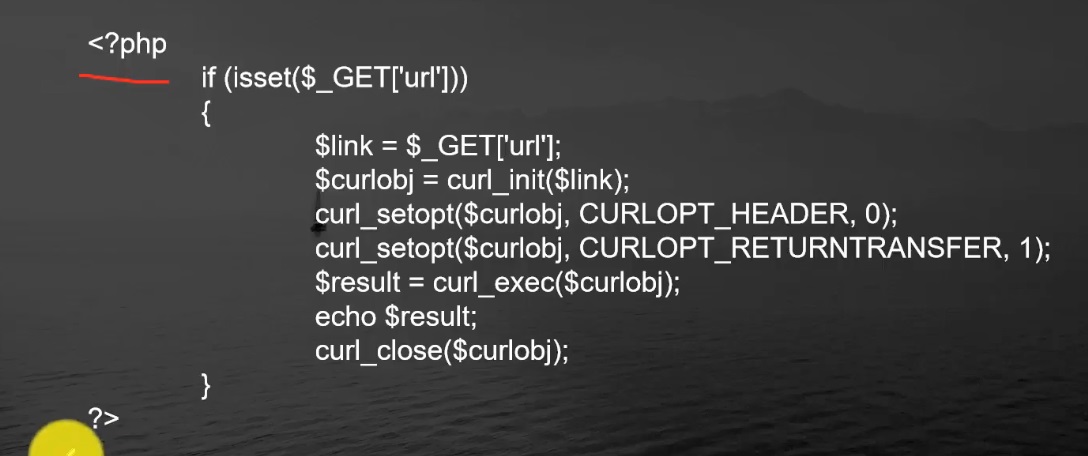 <?php
if (isset($_GET['url']))
{
$link = $_GET['url'];
$curlobj = curl_init($link);
curl_setopt($curlobj, CURLOPT_HEADER, 0);
curl_setopt($curlobj, CURLOPT_RETURNTRANSFER, 1);
$result = curl_exec($curlobj);
echo $result;
curl_close($curlobj);
}
?>